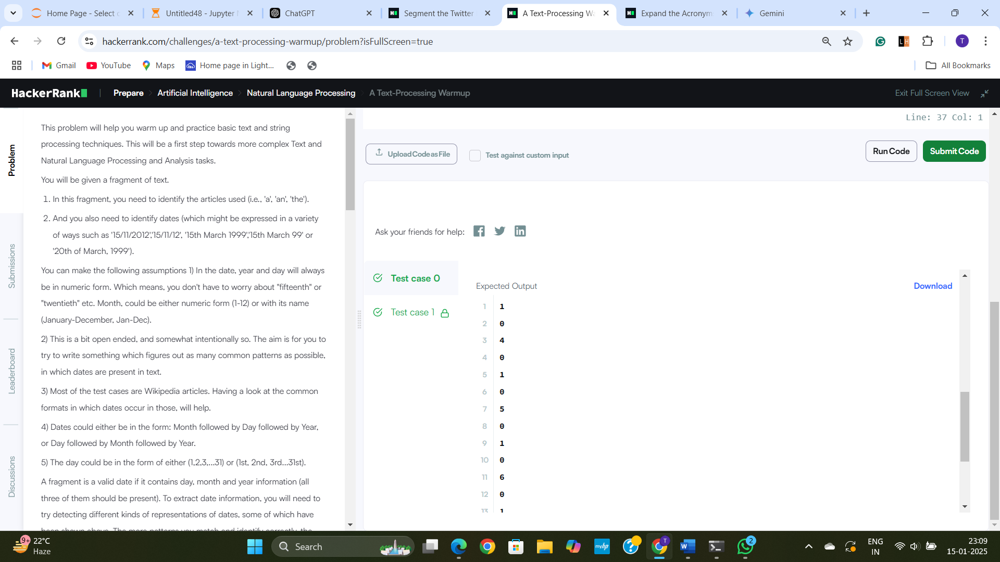 Home Page - Select c
Untitled48 - Jupyter
ChatGPT
Segment the Twitter
A Text-Processing Wa
Expand the Acronym
Gemini
hackerrank.com/challenges/a-text-processing-warmup/problem?isFullScreen=true
T
Gmail
YouTube
Maps
Home page in Light...
All Bookmarks
HackerRank
Prepare
Artificial Intelligence
Natural Language Processing
A Text-Processing Warmup
Exit Full Screen View
Problem
Submissions
Leaderboard
Discussions
This problem will help you warm up and practice basic text and string
processing techniques. This will be a first step towards more complex Text and
Natural Language Processing and Analysis tasks.
You will be given a fragment of text.
1. In this fragment, you need to identify the articles used (i.e., 'a', 'an', 'the').
2. And you also need to identify dates (which might be expressed in a variety
of ways such as '15/11/2012','15/11/12', '15th March 1999','15th March 99' or
'20th of March, 1999').
You can make the following assumptions 1) In the date, year and day will always
be in numeric form. Which means, you don't have to worry about "fifteenth" or
"twentieth" etc. Month, could be either numeric form (1-12) or with its name
(January-December, Jan-Dec).
2) This is a bit open ended, and somewhat intentionally so. The aim is for you to
try to write something which figures out as many common patterns as possible,
in which dates are present in text.
3) Most of the test cases are Wikipedia articles. Having a look at the common
formats in which dates occur in those, will help.
4) Dates could either be in the form: Month followed by Day followed by Year,
or Day followed by Month followed by Year.
5) The day could be in the form of either (1,2,3,...31) or (1st, 2nd, 3rd...31st).
A fragment is a valid date if it contains day, month and year information (all
three of them should be present). To extract date information, you will need to
try detecting different kinds of representations of dates, some of which have
been shown above. The more patterns you match and identify correctly, the
Line: 37 Col: 1
Upload Code as File
Test against custom input
Run Code
Submit Code
Ask your friends for help:
Test case 0
Test case 1
Expected Output
Download
1 1
2 0
3 4
4 0
5 1
6 0
7 5
8 0
9 1
10 0
11 6
12 0
13 1
9+
22°C
Haze
Search
myhp
T
W
2
ENG
IN
23:09
15-01-2025